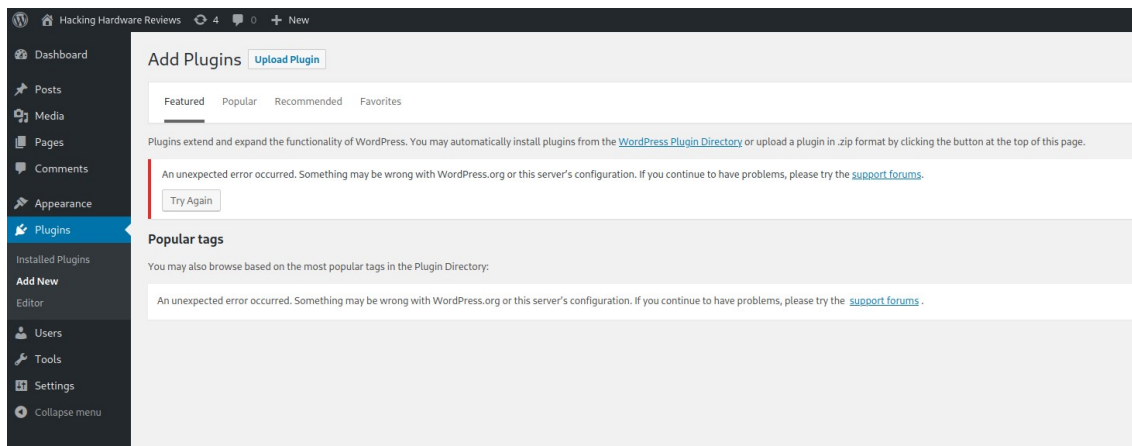 Hacking Hardware Reviews 4 0 + New
Dashboard
Posts
Media
Pages
Comments
Appearance
Plugins
Installed Plugins
Add New
Editor
Users
Tools
Settings
Collapse menu
Add Plugins Upload Plugin
Featured Popular Recommended Favorites
Plugins extend and expand the functionality of WordPress. You may automatically install plugins from the WordPress Plugin Directory or upload a plugin in .zip format by clicking the button at the top of this page.
An unexpected error occurred. Something may be wrong with WordPress.org or this server's configuration. If you continue to have problems, please try the support forums.
Try Again
Popular tags
You may also browse based on the most popular tags in the Plugin Directory:
An unexpected error occurred. Something may be wrong with WordPress.org or this server's configuration. If you continue to have problems, please try the support forums .